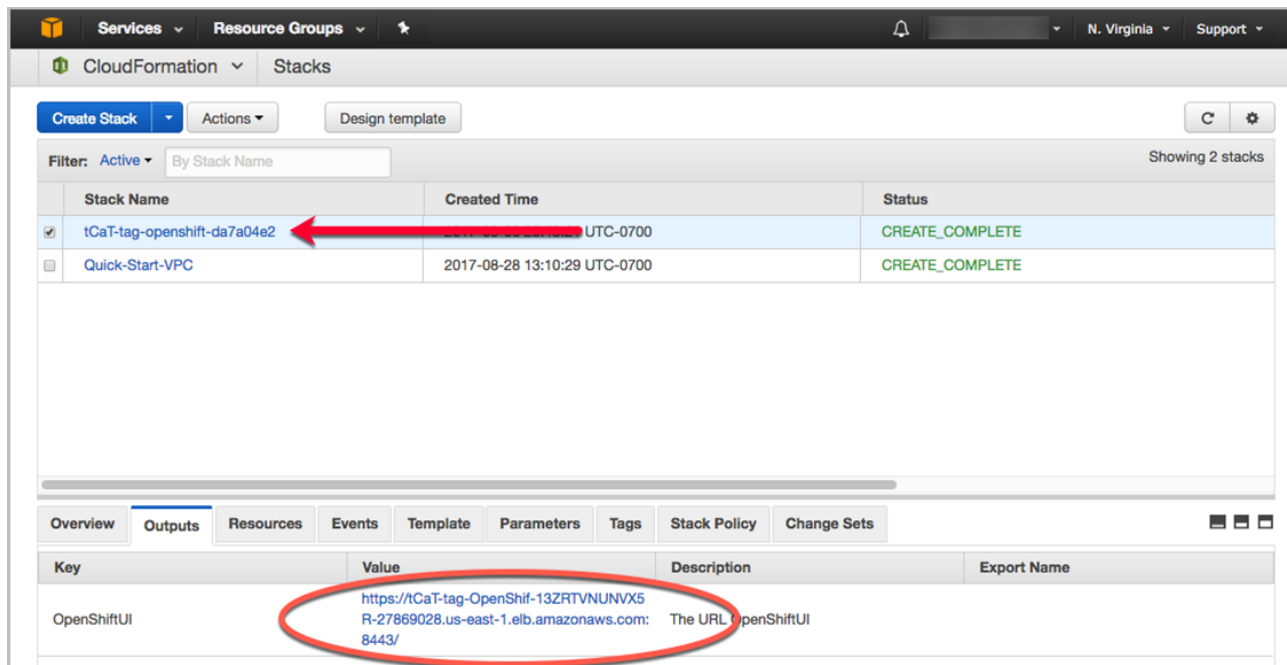 Services Resource Groups N. Virginia Support
CloudFormation Stacks
Create Stack Actions Design template
Filter: Active By Stack Name Showing 2 stacks
Stack Name Created Time Status
tCaT-tag-openshift-da7a04e2 UTC-0700 CREATE_COMPLETE
Quick-Start-VPC 2017-08-28 13:10:29 UTC-0700 CREATE_COMPLETE
Overview Outputs Resources Events Template Parameters Tags Stack Policy Change Sets
Key Value Description Export Name
https://tCaT-tag-OpenShif-13ZRTVNUNVX5
OpenShiftUI R-27869028.us-east-1.elb.amazonaws.com: The URL OpenShiftUI
8443/